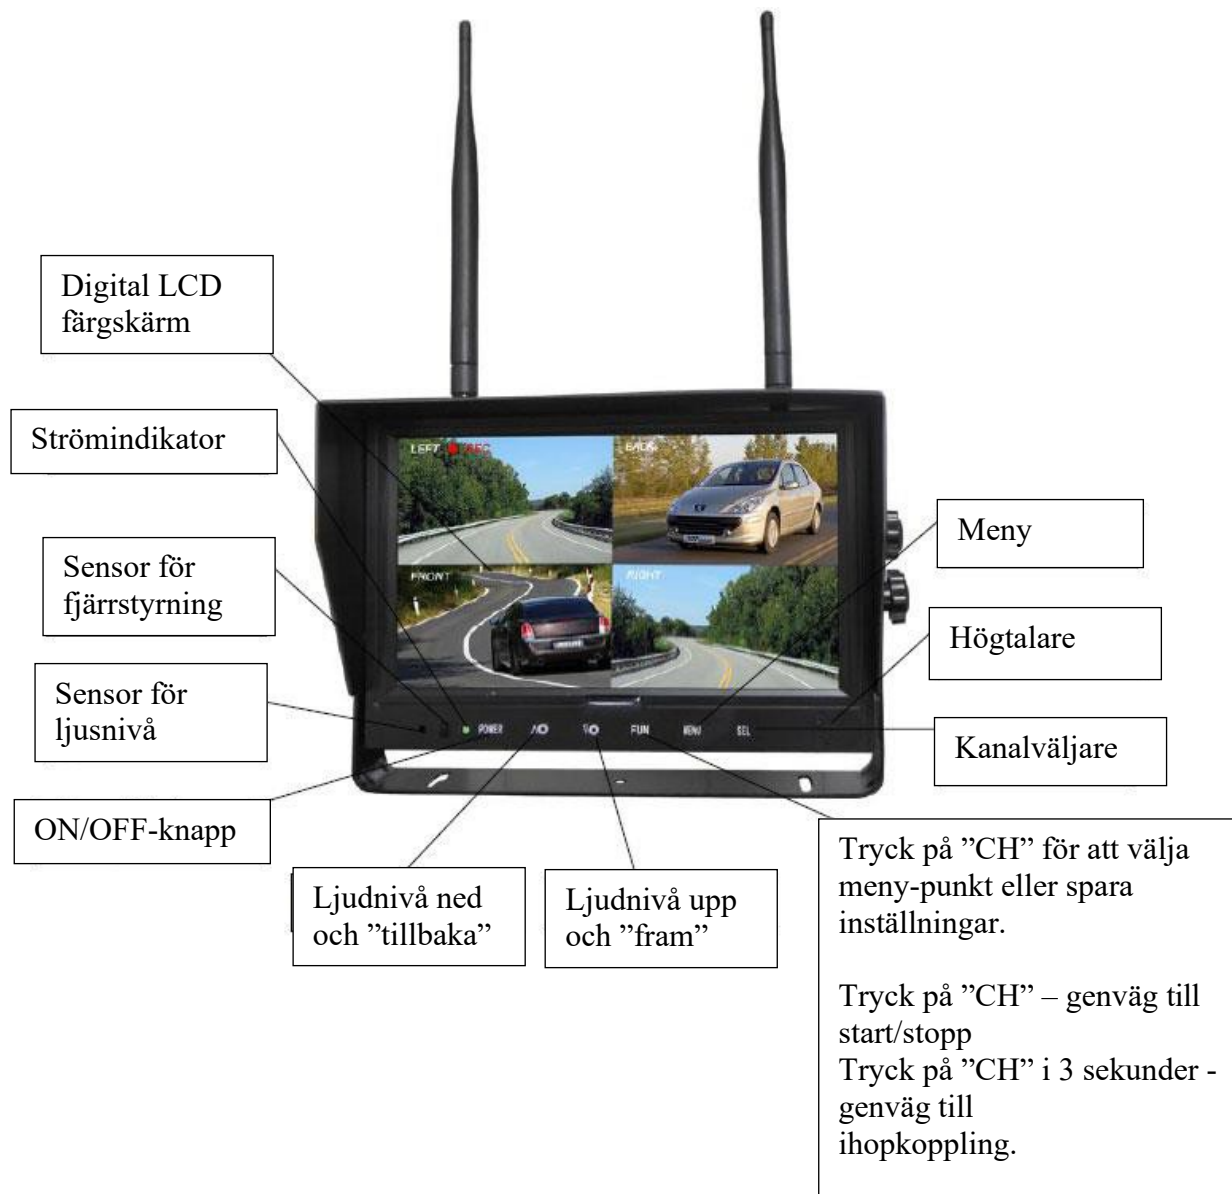 Digital LCD
färgskärm
Strömindikator
Sensor för
fjärrstyrning
Sensor för
ljusnivå
ON/OFF-knapp
LEFT REC
BACK
FRONT
RIGHT
POWER
FUN
MENU
SEL
Meny
Högtalare
Kanalväljare
Ljudnivå ned
och ”tillbaka”
Ljudnivå upp
och ”fram”
Tryck på ”CH” för att välja
meny-punkt eller spara
inställningar.
Tryck på ”CH” – genväg till
start/stopp
Tryck på ”CH” i 3 sekunder -
genväg till
ihopkoppling.